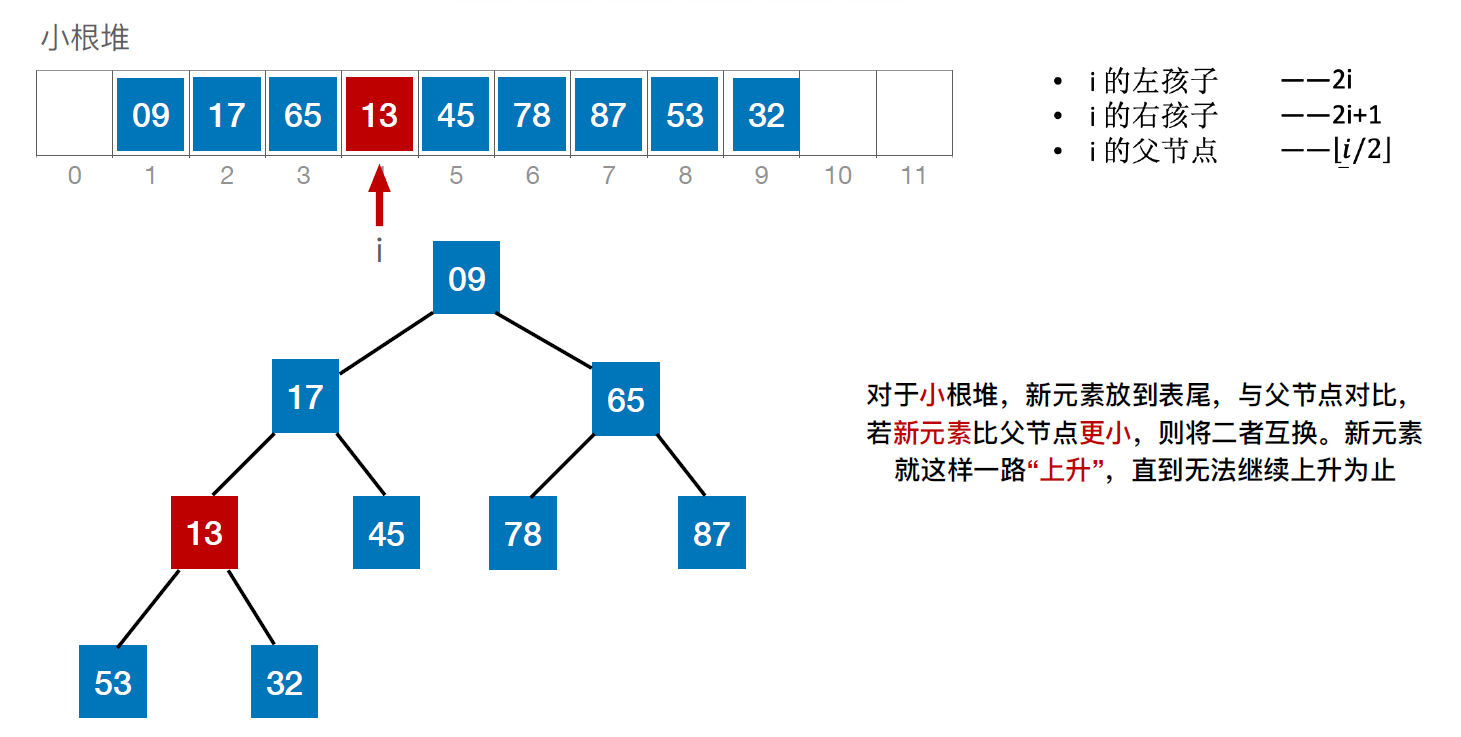 小根堆
09 17 65 13 45 78 87 53 32
0 1 2 3 5 6 7 8 9 10 11
i
• i 的左孩子 ——2i
• i 的右孩子 ——2i+1
• i 的父节点 ——⌊i/2⌋
09
17 65
13 45 78 87
53 32
对于小根堆，新元素放到表尾，与父节点对比，
若新元素比父节点更小，则将二者互换。新元素
就这样一路“上升”，直到无法继续上升为止